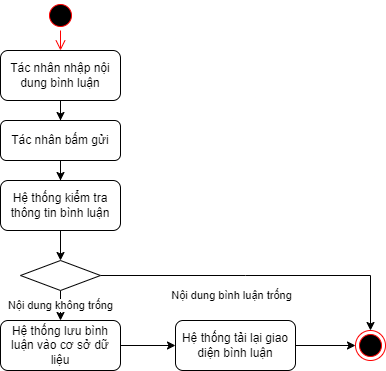 Tác nhân nhập nội
dung bình luận
Tác nhân bấm gửi
Hệ thống kiểm tra
thông tin bình luận
Nội dung không trống
Nội dung bình luận trống
Hệ thống lưu bình
luận vào cơ sở dữ
liệu
Hệ thống tải lại giao
diện bình luận